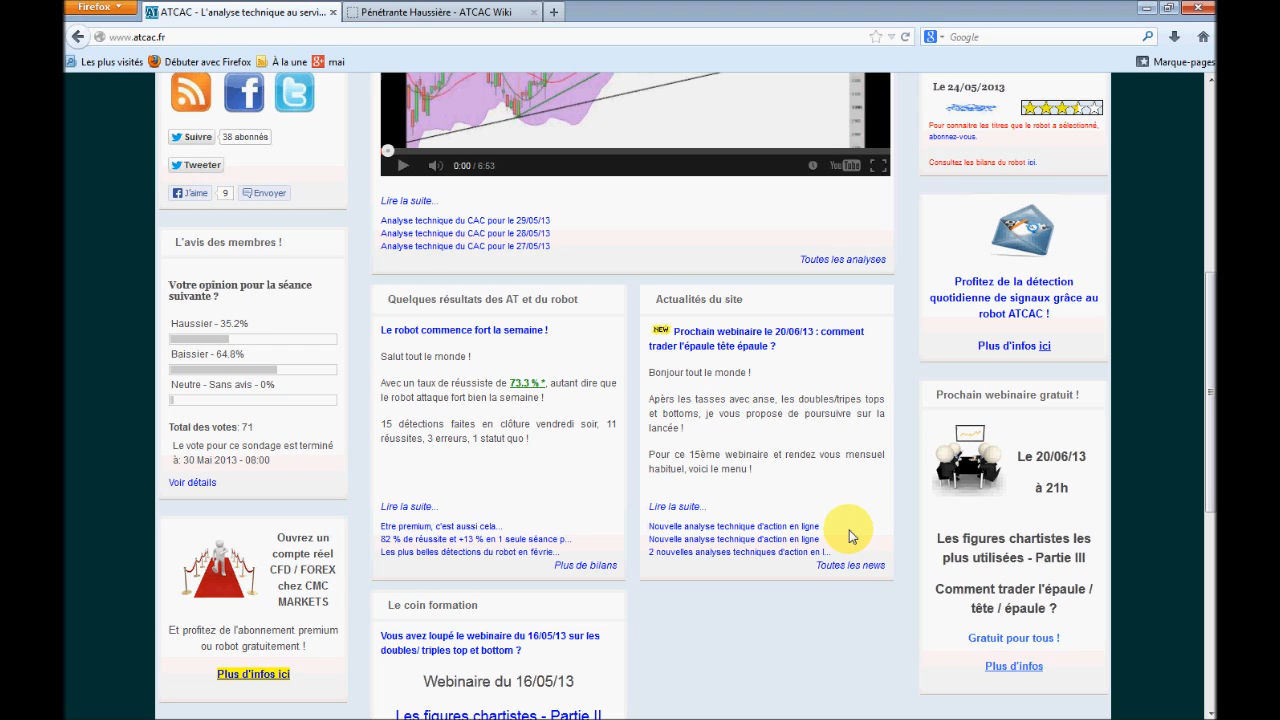 Firefox
ATCAC - L'analyse technique au servi...
Pénétrante Haussière - ATCAC Wiki
www.atcac.fr
Google
Les plus visités
Débuter avec Firefox
À la une
mai
Marque-pages
Suivre
38 abonnés
Tweeter
J'aime
9
Envoyer
L'avis des membres !
Votre opinion pour la séance
suivante ?
Haussier - 35.2%
Baissier - 64.8%
Neutre - Sans avis - 0%
Total des votes: 71
Le vote pour ce sondage est terminé
à: 30 Mai 2013 - 08:00
Voir détails
Ouvrez un
compte réel
CFD / FOREX
chez CMC
MARKETS
Et profitez de l'abonnement premium
ou robot gratuitement !
Plus d'infos ici
0:00 / 6:53
YouTube
Lire la suite...
Analyse technique du CAC pour le 29/05/13
Analyse technique du CAC pour le 28/05/13
Analyse technique du CAC pour le 27/05/13
Toutes les analyses
Quelques résultats des AT et du robot
Le robot commence fort la semaine !
Salut tout le monde !
Avec un taux de réussiste de 73.3 % *, autant dire que
le robot attaque fort bien la semaine !
15 détections faites en clôture vendredi soir, 11
réussites, 3 erreurs, 1 statut quo !
Lire la suite...
Etre premium, c'est aussi cela...
82 % de réussite et +13 % en 1 seule séance p...
Les plus belles détections du robot en févrie...
Plus de bilans
Actualités du site
NEW Prochain webinaire le 20/06/13 : comment
trader l'épaule tête épaule ?
Bonjour tout le monde !
Apèrs les tasses avec anse, les doubles/tripes tops
et bottoms, je vous propose de poursuive sur la
lancée !
Pour ce 15ème webinaire et rendez vous mensuel
habituel, voici le menu !
Lire la suite...
Nouvelle analyse technique d'action en ligne
Nouvelle analyse technique d'action en ligne
2 nouvelles analyses techniques d'action en l...
Toutes les news
Le coin formation
Vous avez loupé le webinaire du 16/05/13 sur les
doubles/ triples top et bottom ?
Webinaire du 16/05/13
Les figures chartistes - Partie II
Le 24/05/2013
Pour connaitre les titres que le robot a sélectionné,
abonnez-vous.
Consultez les bilans du robot ici.
Profitez de la détection
quotidienne de signaux grâce au
robot ATCAC !
Plus d'infos ici
Prochain webinaire gratuit !
Le 20/06/13
à 21h
Les figures chartistes les
plus utilisées - Partie III
Comment trader l'épaule /
tête / épaule ?
Gratuit pour tous !
Plus d'infos